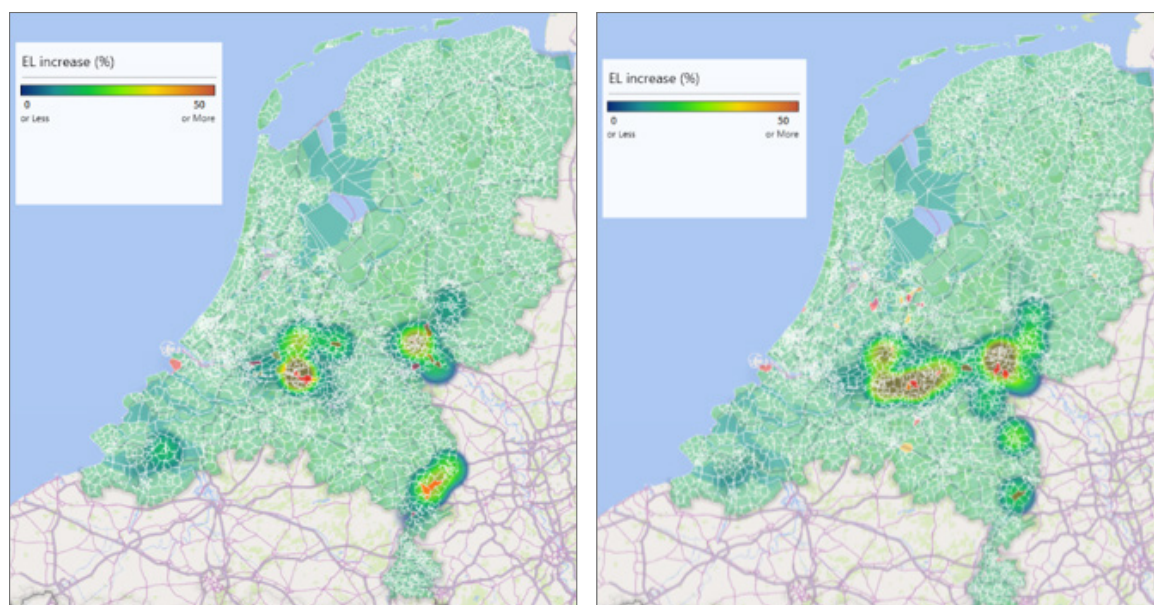 EL increase (%)
0
50
or Less
or More
EL increase (%)
0
50
or Less
or More